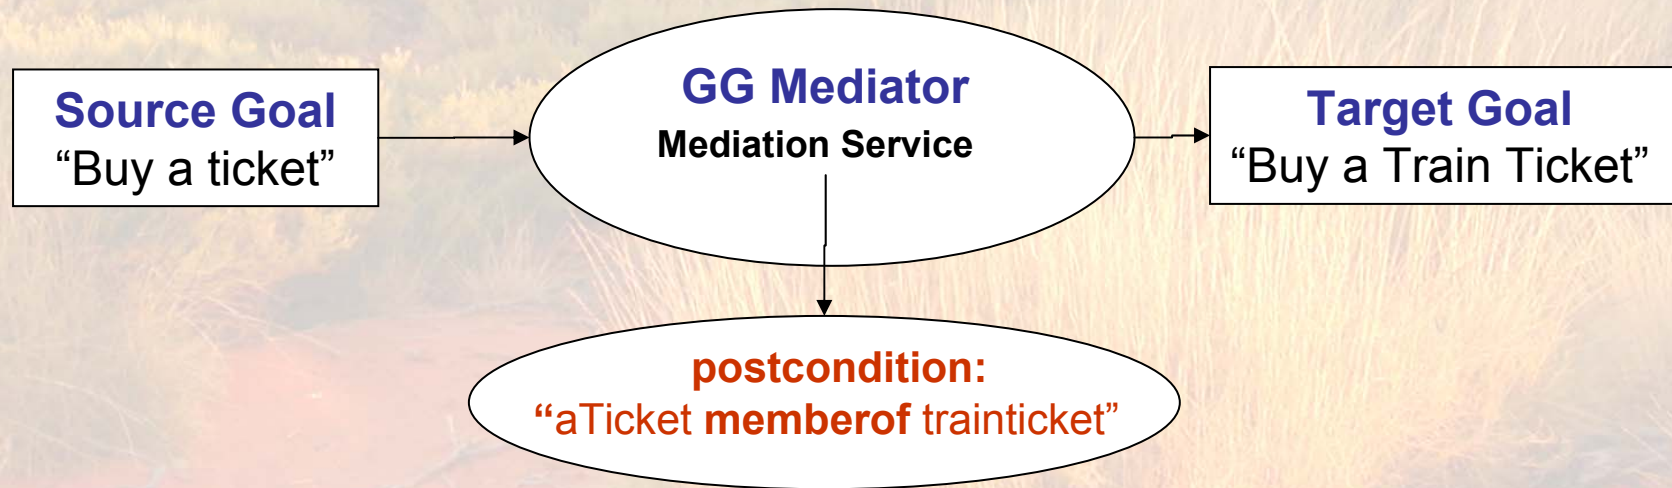 Source Goal
“Buy a ticket”
GG Mediator
Mediation Service
Target Goal
“Buy a Train Ticket”
postcondition:
“aTicket memberof trainticket”